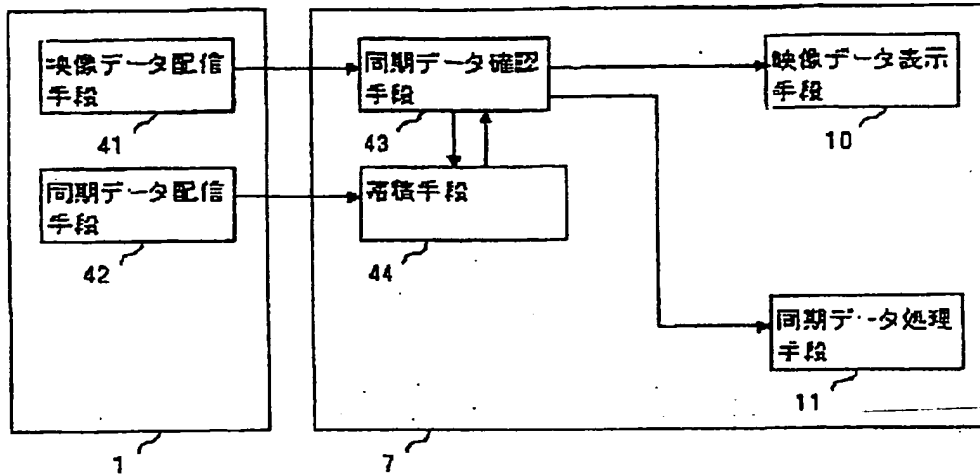 映像データ配信
手段
41
同期データ配信
手段
42
同期データ確認
手段
43
蓄積手段
44
映像データ表示
手段
10
同期データ処理
手段
11
1
7